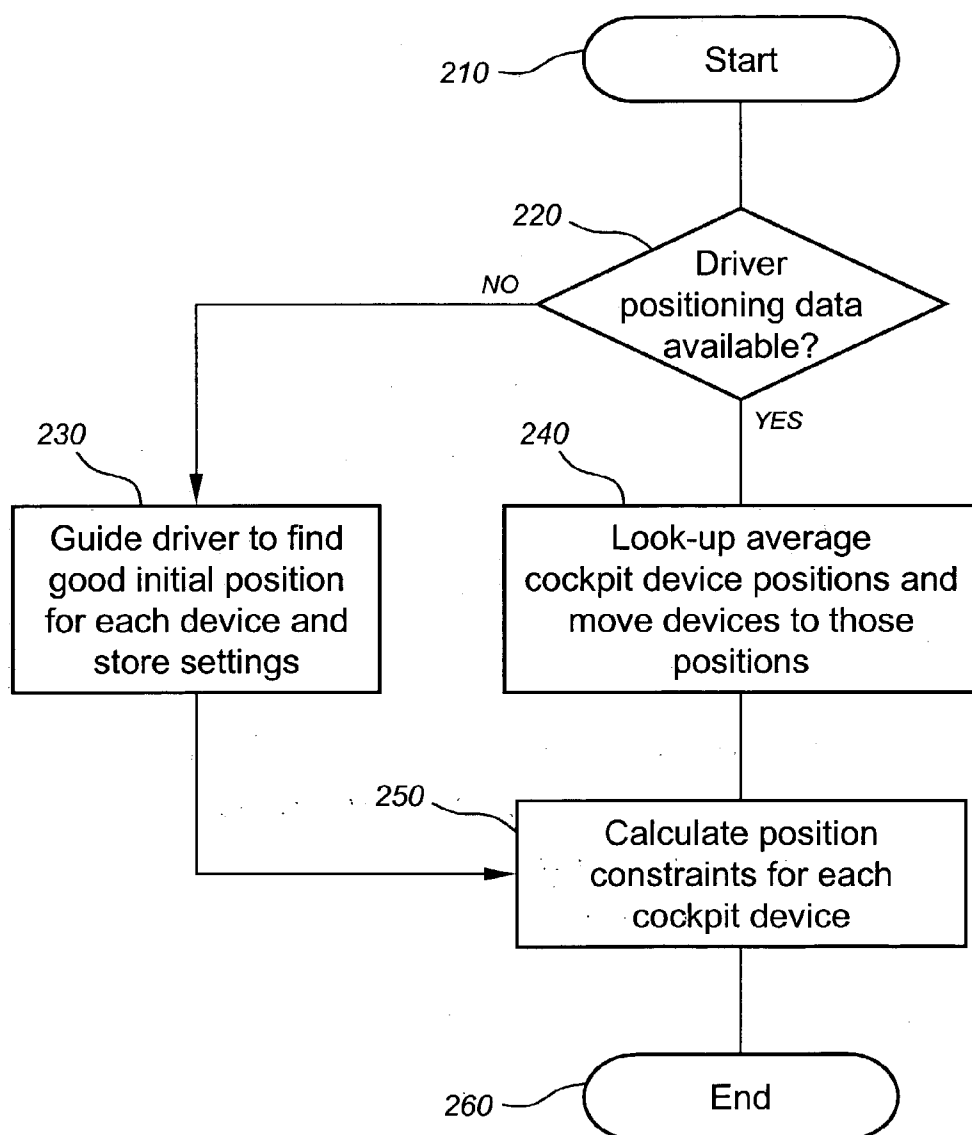 210
Start
220
Driver
positioning data
available?
NO
YES
230
240
Guide driver to find
good initial position
for each device and
store settings
Look-up average
cockpit device positions and
move devices to those
positions
250
Calculate position
constraints for each
cockpit device
260
End